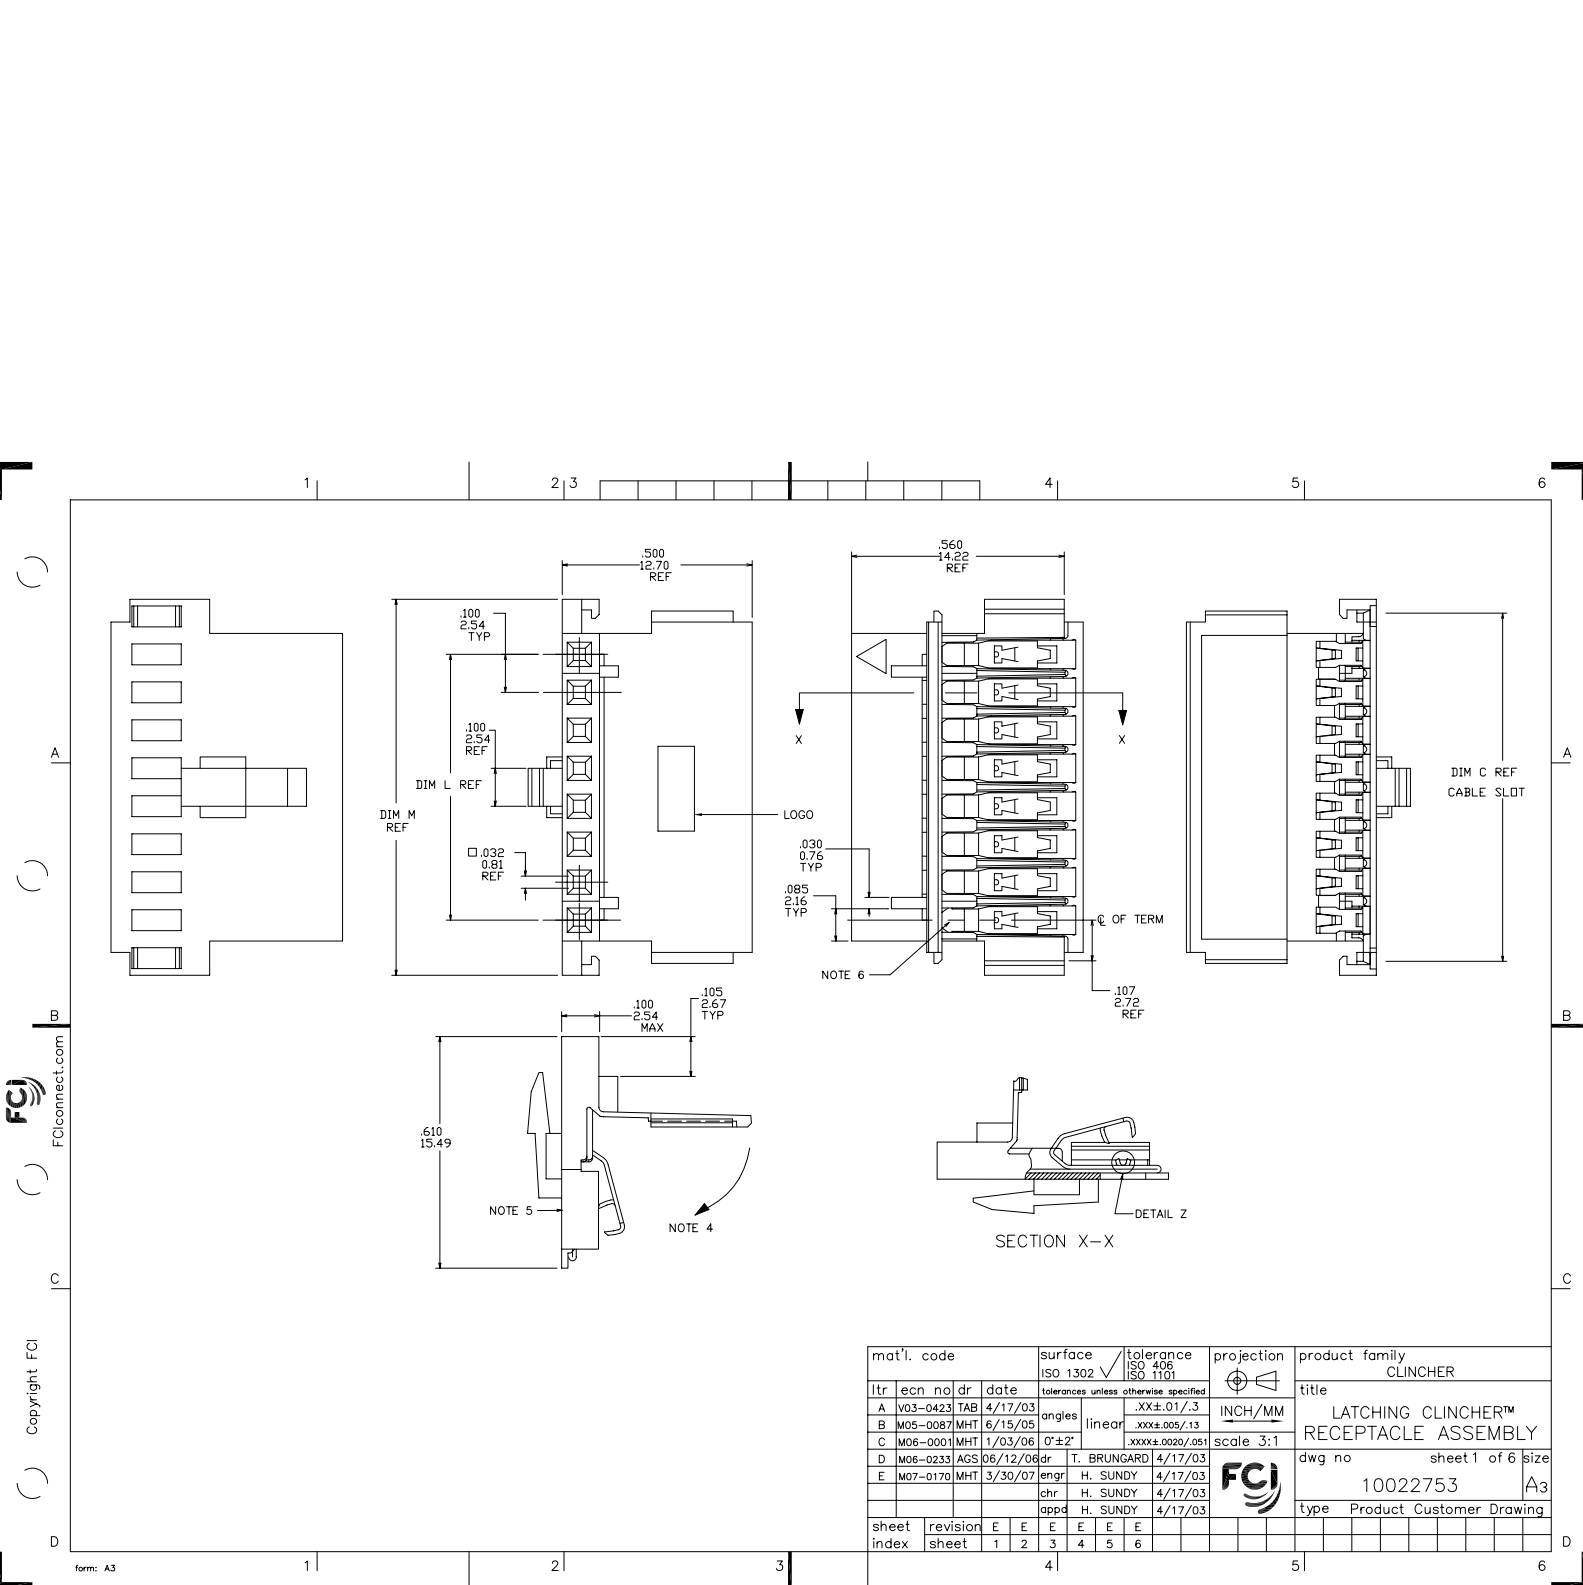 1
2 3
4
5
6
.500
12.70
REF
.560
14.22
REF
.100
2.54
TYP
.100
2.54
REF
DIM L REF
DIM M
REF
□ .032
0.81
REF
LOGO
X
X
.030
0.76
TYP
.085
2.16
TYP
℄ OF TERM
NOTE 6
.107
2.72
REF
DIM C REF
CABLE SLOT
A
A
B
B
.100
2.54
MAX
.105
2.67
TYP
.610
15.49
NOTE 5
NOTE 4
DETAIL Z
SECTION X-X
FCI
FCIconnect.com
C
C
Copyright FCI
mat'l. code
surface
ISO 1302
tolerance
ISO 406
ISO 1101
projection
product family
CLINCHER
ltr ecn no dr date
tolerances unless otherwise specified
title
A V03-0423 TAB 4/17/03
B M05-0087 MHT 6/15/05
C M06-0001 MHT 1/03/06
D M06-0233 AGS 06/12/06
E M07-0170 MHT 3/30/07
angles
0°±2°
linear
.XX±.01/.3
.XXX±.005/.13
.XXXX±.0020/.051
INCH/MM
scale 3:1
LATCHING CLINCHER™
RECEPTACLE ASSEMBLY
dr T. BRUNGARD 4/17/03
engr H. SUNDY 4/17/03
chr H. SUNDY 4/17/03
appd H. SUNDY 4/17/03
FCI
dwg no
sheet 1 of 6
size
10022753
A3
type Product Customer Drawing
sheet revision E E E E E E
index sheet 1 2 3 4 5 6
D
D
form: A3
1
2
3
4
5
6